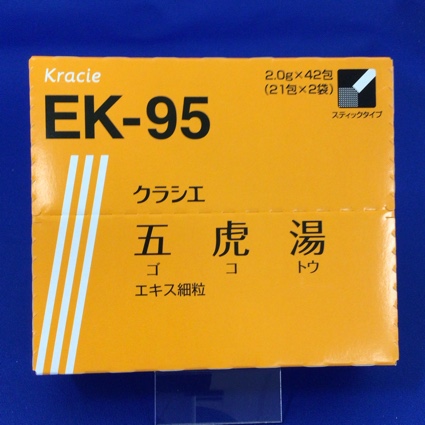 Kracie
EK-95
2.0g×42包
(21包×2袋)
スティックタイプ
クラシエ
五虎湯
ゴコトウ
エキス細粒